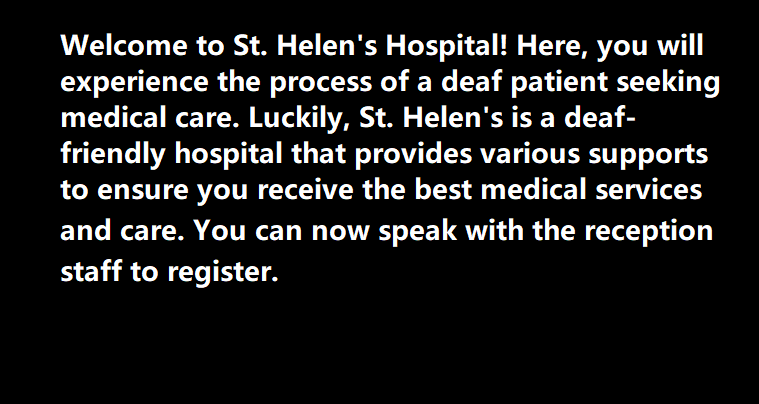 Welcome to St. Helen's Hospital! Here, you will
experience the process of a deaf patient seeking
medical care. Luckily, St. Helen's is a deaf-
friendly hospital that provides various supports
to ensure you receive the best medical services
and care. You can now speak with the reception
staff to register.